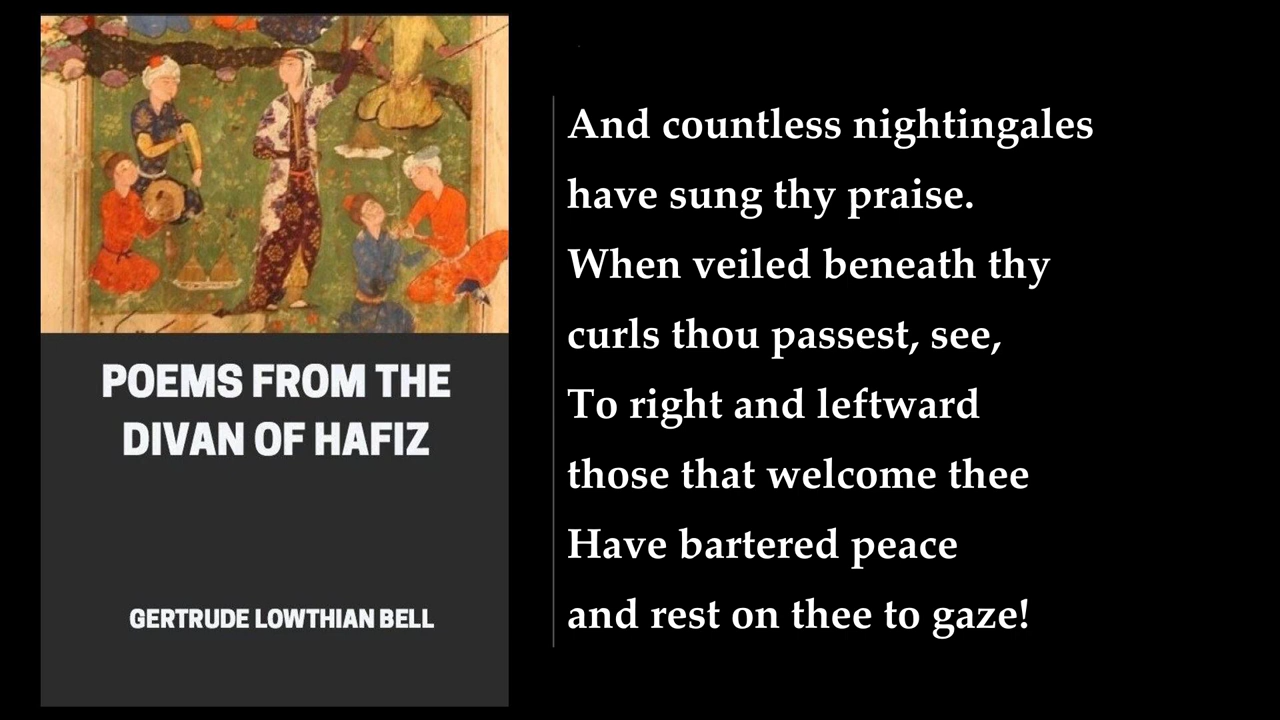 POEMS FROM THE
DIVAN OF HAFIZ
GERTRUDE LOWTHIAN BELL
And countless nightingales
have sung thy praise.
When veiled beneath thy
curls thou passest, see,
To right and leftward
those that welcome thee
Have bartered peace
and rest on thee to gaze!